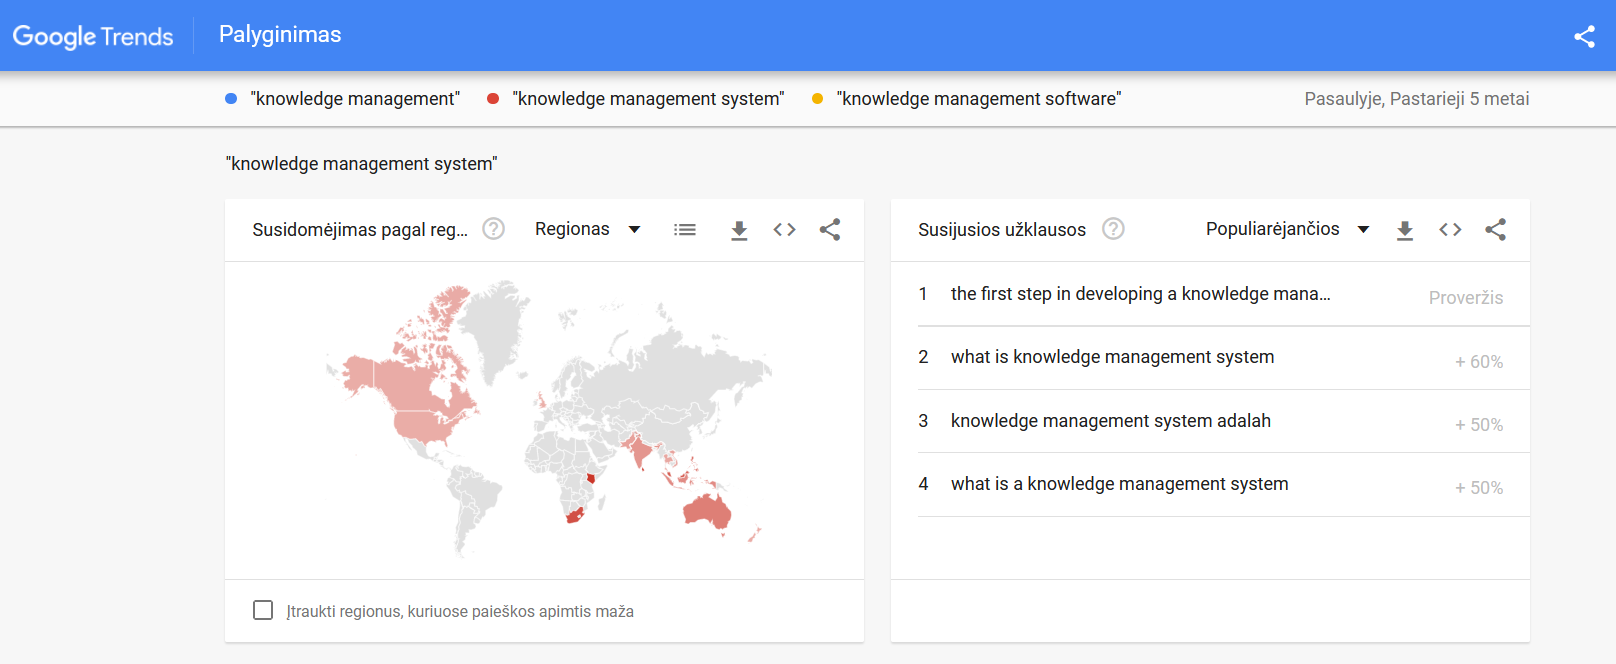 Google Trends
Palyginimas
"knowledge management"
"knowledge management system"
"knowledge management software"
Pasaulyje, Pastarieji 5 metai
"knowledge management system"
Susidomėjimas pagal reg...
Regionas
Įtraukti regionus, kuriuose paieškos apimtis maža
Susijusios užklausos
Populiarėjančios
1 the first step in developing a knowledge mana... Proveržis
2 what is knowledge management system + 60%
3 knowledge management system adalah + 50%
4 what is a knowledge management system + 50%